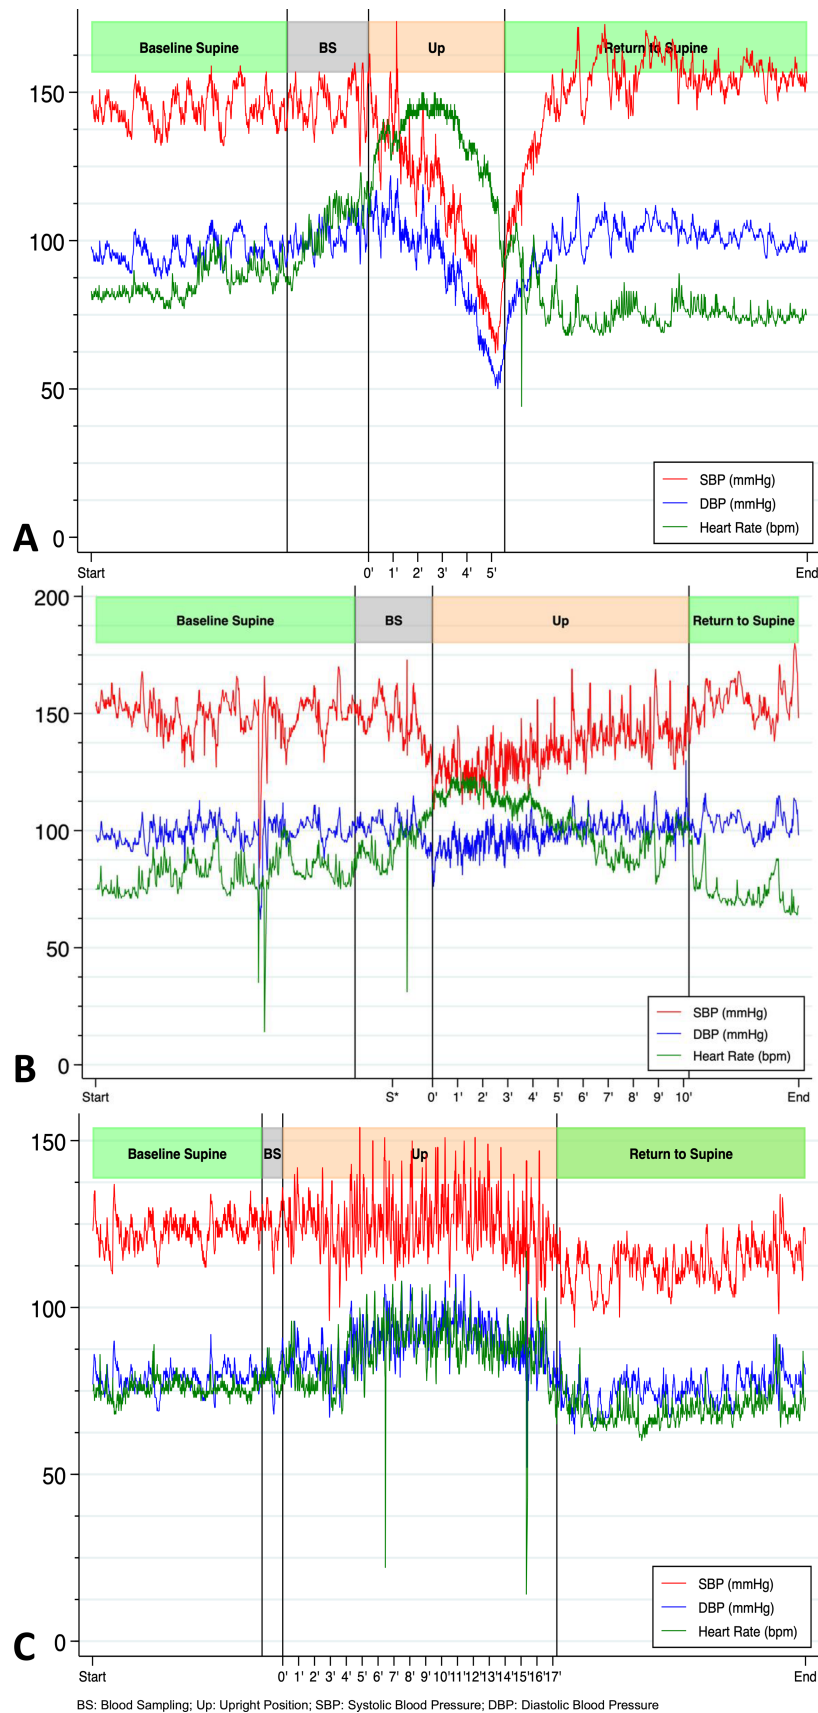 Baseline Supine BS Up Return to Supine
150
100
50
SBP (mmHg)
DBP (mmHg)
Heart Rate (bpm)
A 0
Start 0' 1' 2' 3' 4' 5' End
200
Baseline Supine BS Up Return to Supine
150
100
50
SBP (mmHg)
DBP (mmHg)
Heart Rate (bpm)
B 0
Start S* 0' 1' 2' 3' 4' 5' 6' 7' 8' 9' 10' End
150
Baseline Supine BS Up Return to Supine
100
50
SBP (mmHg)
DBP (mmHg)
Heart Rate (bpm)
C 0
Start 0' 1' 2' 3' 4' 5' 6' 7' 8' 9' 10' 11' 12' 13' 14' 15' 16' 17' End
BS: Blood Sampling; Up: Upright Position; SBP: Systolic Blood Pressure; DBP: Diastolic Blood Pressure